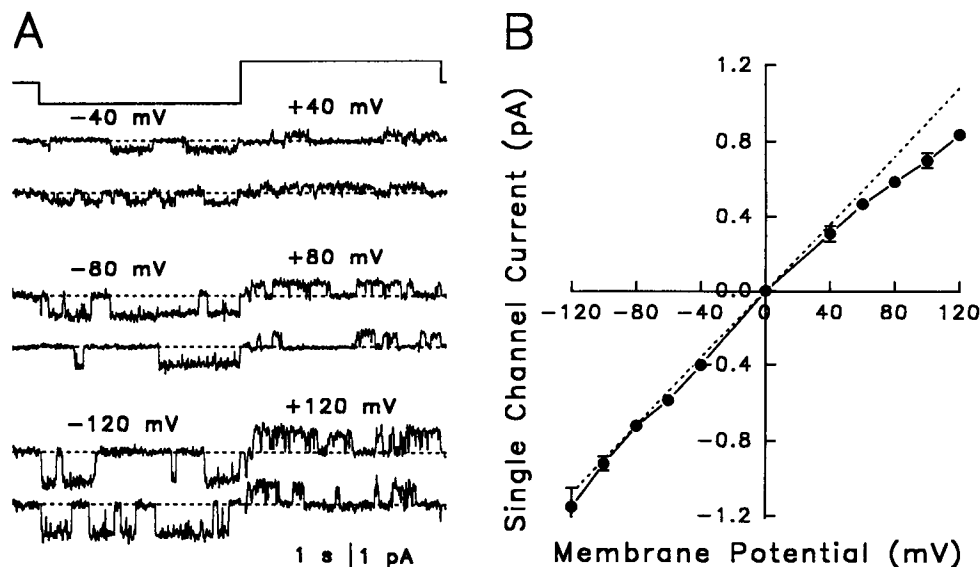 A
−40 mV +40 mV
−80 mV +80 mV
−120 mV +120 mV
1 s 1 pA
B
Single Channel Current (pA)
1.2
0.8
0.4
0.0
−0.4
−0.8
−1.2
−120 −80 −40 0 40 80 120
Membrane Potential (mV)